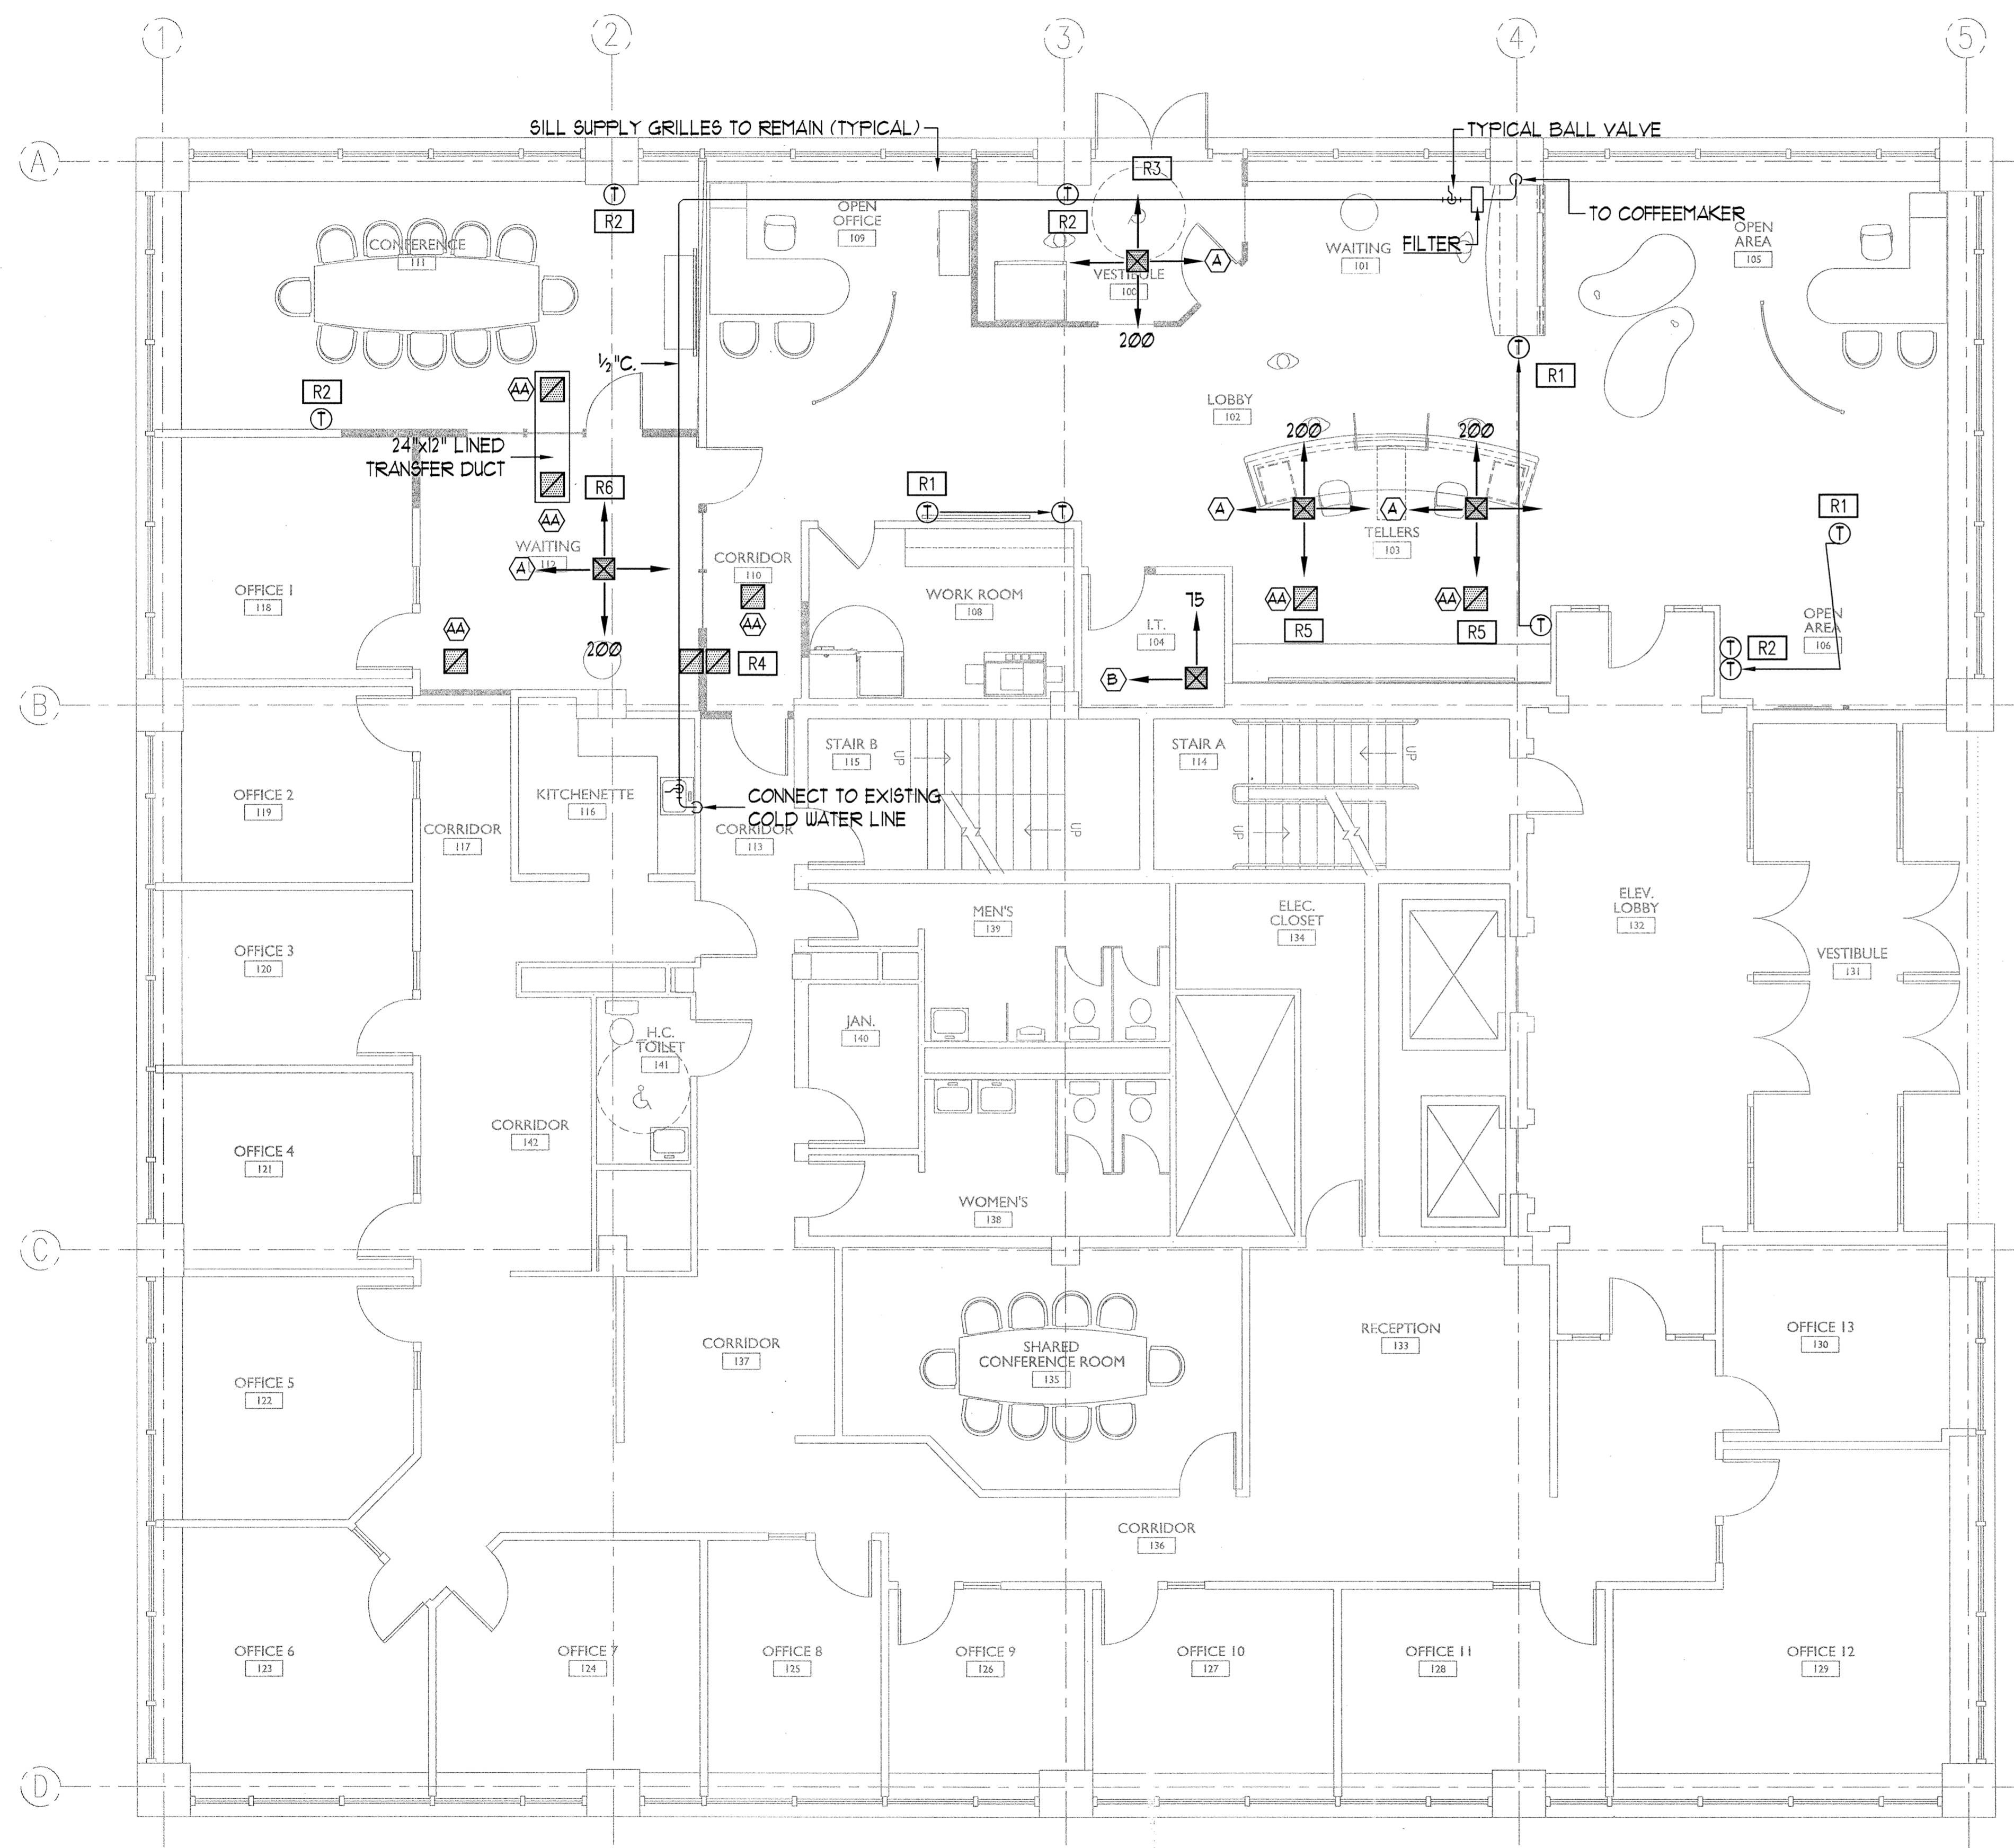 1
2
3
4
5
A
SILL SUPPLY GRILLES TO REMAIN (TYPICAL)
TYPICAL BALL VALVE
R3
T
R2
OPEN
OFFICE
109
T
R2
TO COFFEEMAKER
CONFERENCE
111
A
VESTIBULE
100
200
WAITING
101
FILTER
OPEN
AREA
105
½"C.
T
R1
R2
T
AA
LOBBY
102
24"x12" LINED
TRANSFER DUCT
200
200
R6
AA
R1
T
T
A
A
TELLERS
103
R1
T
WAITING
112
A
200
CORRIDOR
110
AA
OFFICE 1
118
WORK ROOM
108
75
I.T.
104
B
AA
R5
AA
R5
T
OPEN
AREA
106
AA
R4
T
T
R2
B
STAIR B
115
UP
UP
STAIR A
114
UP
UP
OFFICE 2
119
KITCHENETTE
116
CONNECT TO EXISTING
COLD WATER LINE
CORRIDOR
117
CORRIDOR
113
MEN'S
139
ELEC.
CLOSET
134
ELEV.
LOBBY
132
OFFICE 3
120
VESTIBULE
131
H.C.
TOILET
141
JAN.
140
OFFICE 4
121
CORRIDOR
142
WOMEN'S
138
C
OFFICE 5
122
CORRIDOR
137
SHARED
CONFERENCE ROOM
135
RECEPTION
133
OFFICE 13
130
CORRIDOR
136
OFFICE 6
123
OFFICE 7
124
OFFICE 8
125
OFFICE 9
126
OFFICE 10
127
OFFICE 11
128
OFFICE 12
129
D